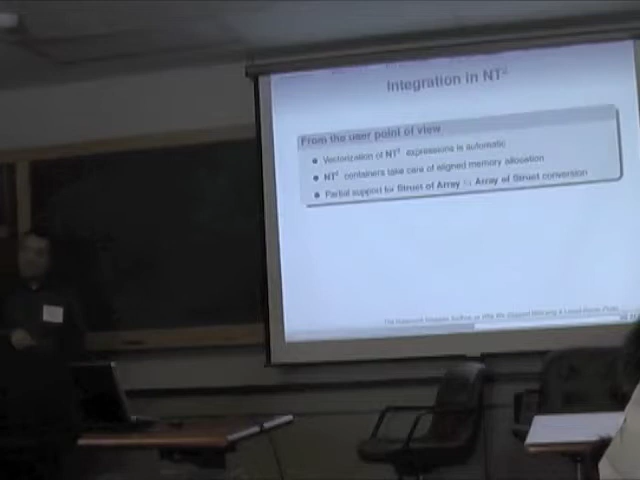 Integration in NT²
From the user point of view
Vectorization of NT² expressions is automatic
NT² containers take care of aligned memory allocation
Partial support for Struct of Array Array of Struct conversion